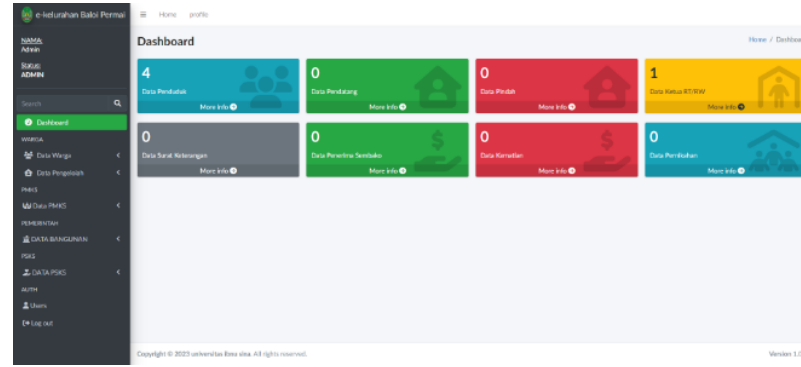 e-kelurahan Baloi Permai
Home profile
NAMA:
Admin
Status:
ADMIN
Search
Dashboard
WARGA
Data Warga
Data Pengelolah
PMKS
Data PMKS
PEMERINTAH
DATA BANGUNAN
PSKS
DATA PSKS
AUTH
Users
Log out
Dashboard
Home / Dashboar
4
Data Penduduk
More info
0
Data Pendatang
More info
0
Data Pindah
More info
1
Data Ketua RT/RW
More info
0
Data Surat Keterangan
More info
0
Data Penerima Sembako
More info
0
Data Kematian
More info
0
Data Pernikahan
More info
Copyright © 2023 universitas ibnu sina. All rights reserved.
Version 1.0